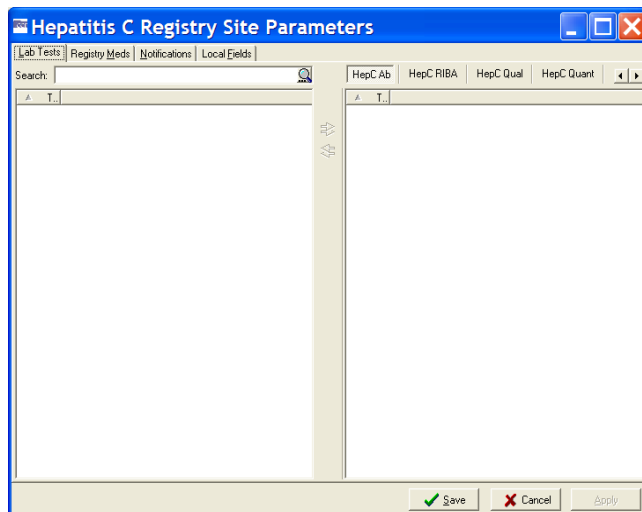 Hepatitis C Registry Site Parameters
Lab Tests Registry Meds Notifications Local Fields
Search: HepC Ab HepC RIBA HepC Qual HepC Quant
T.. T..
Save Cancel Apply